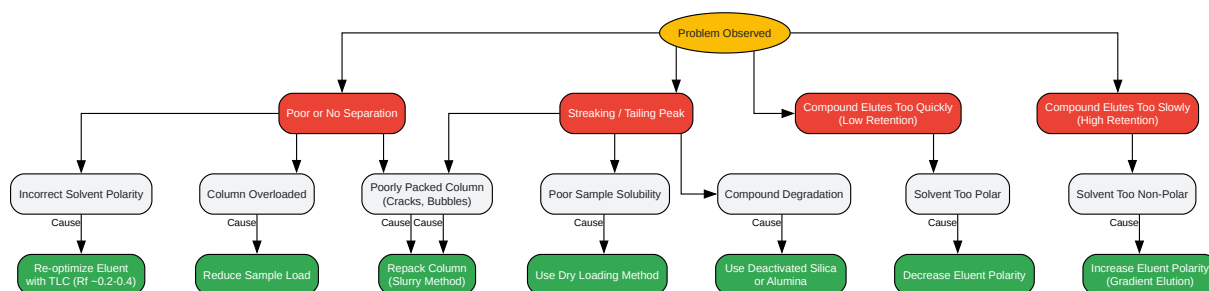 Problem Observed
Poor or No Separation
Streaking / Tailing Peak
Compound Elutes Too Quickly
(Low Retention)
Compound Elutes Too Slowly
(High Retention)
Incorrect Solvent Polarity
Column Overloaded
Poorly Packed Column
(Cracks, Bubbles)
Poor Sample Solubility
Compound Degradation
Solvent Too Polar
Solvent Too Non-Polar
Cause
Cause
Cause
Cause
Cause
Cause
Cause
Cause
Re-optimize Eluent
with TLC (Rf ~0.2-0.4)
Reduce Sample Load
Repack Column
(Slurry Method)
Use Dry Loading Method
Use Deactivated Silica
or Alumina
Decrease Eluent Polarity
Increase Eluent Polarity
(Gradient Elution)